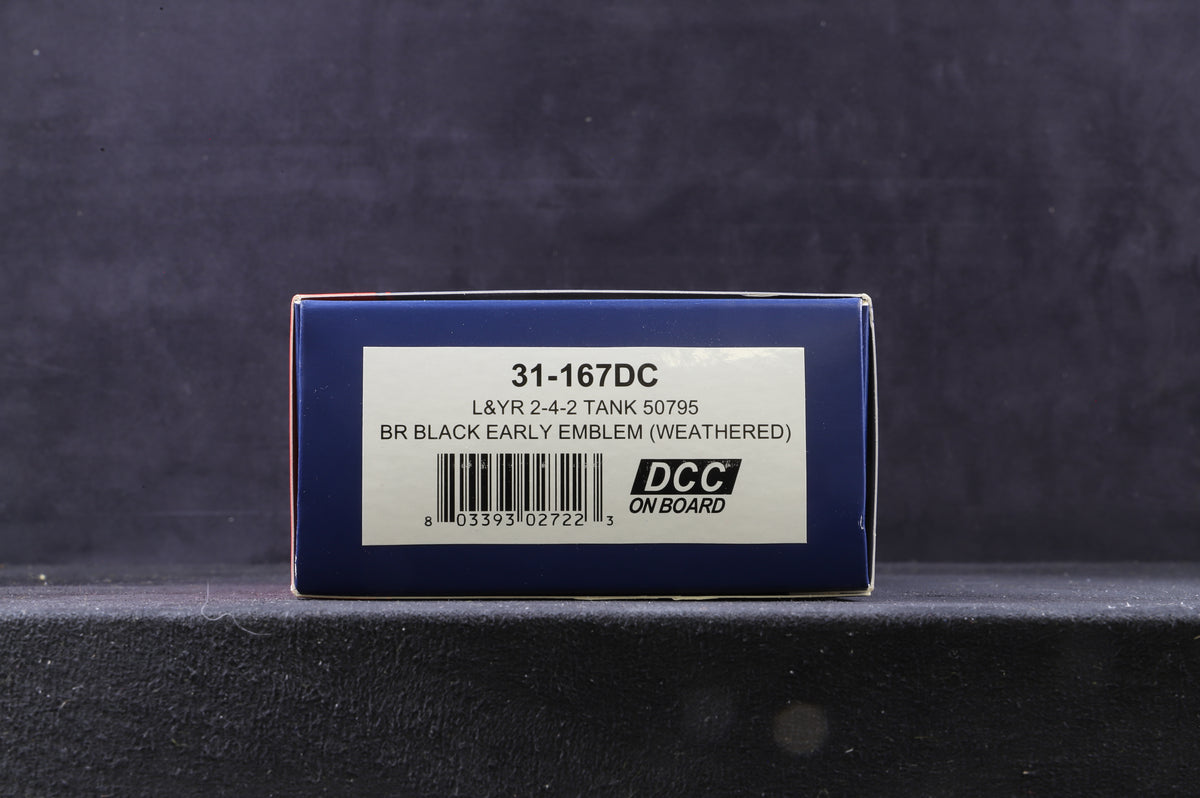 31-167DC
L&YR 2-4-2 TANK 50795
BR BLACK EARLY EMBLEM (WEATHERED)
8 03393 02722 3
DCC
ON BOARD